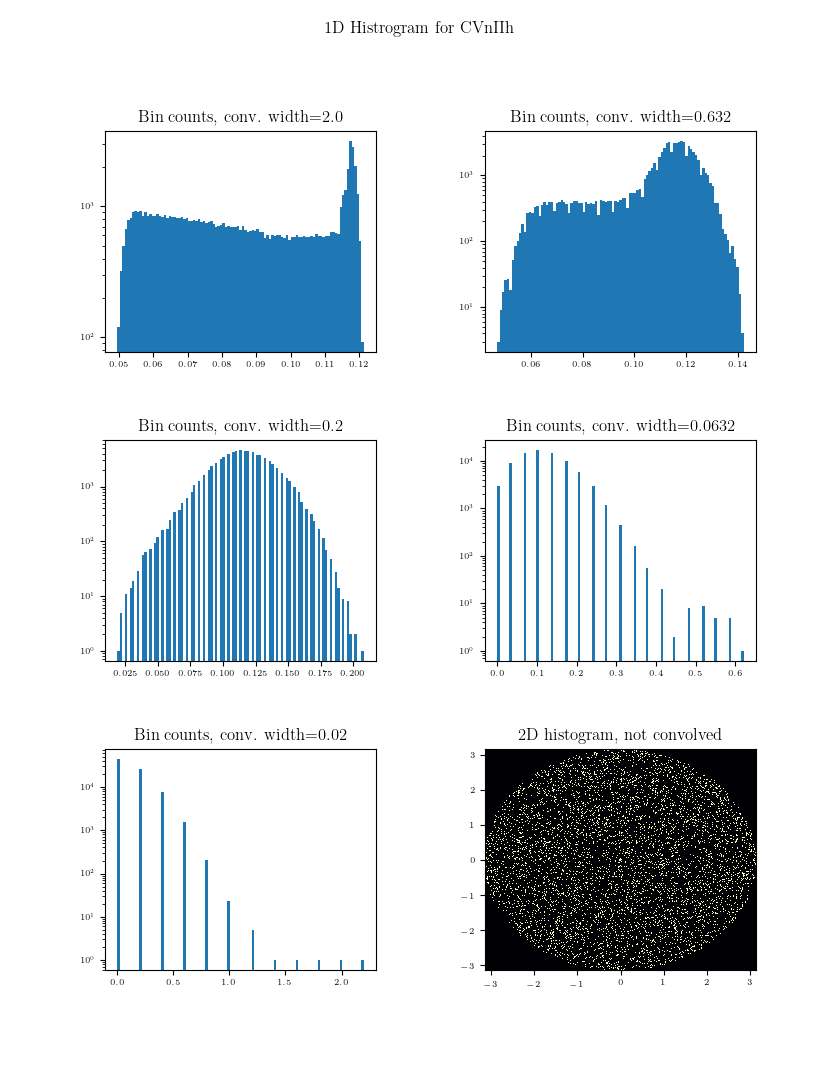 1D Histrogram for CVnIIh
Bin counts, conv. width=2.0
Bin counts, conv. width=0.632
10³
10²
0.05 0.06 0.07 0.08 0.09 0.10 0.11 0.12
10³
10²
10¹
0.06 0.08 0.10 0.12 0.14
Bin counts, conv. width=0.2
Bin counts, conv. width=0.0632
10³
10²
10¹
10⁰
0.025 0.050 0.075 0.100 0.125 0.150 0.175 0.200
10⁴
10³
10²
10¹
10⁰
0.0 0.1 0.2 0.3 0.4 0.5 0.6
Bin counts, conv. width=0.02
2D histogram, not convolved
10⁴
10³
10²
10¹
10⁰
0.0 0.5 1.0 1.5 2.0
3
2
1
0
−1
−2
−3
−3 −2 −1 0 1 2 3